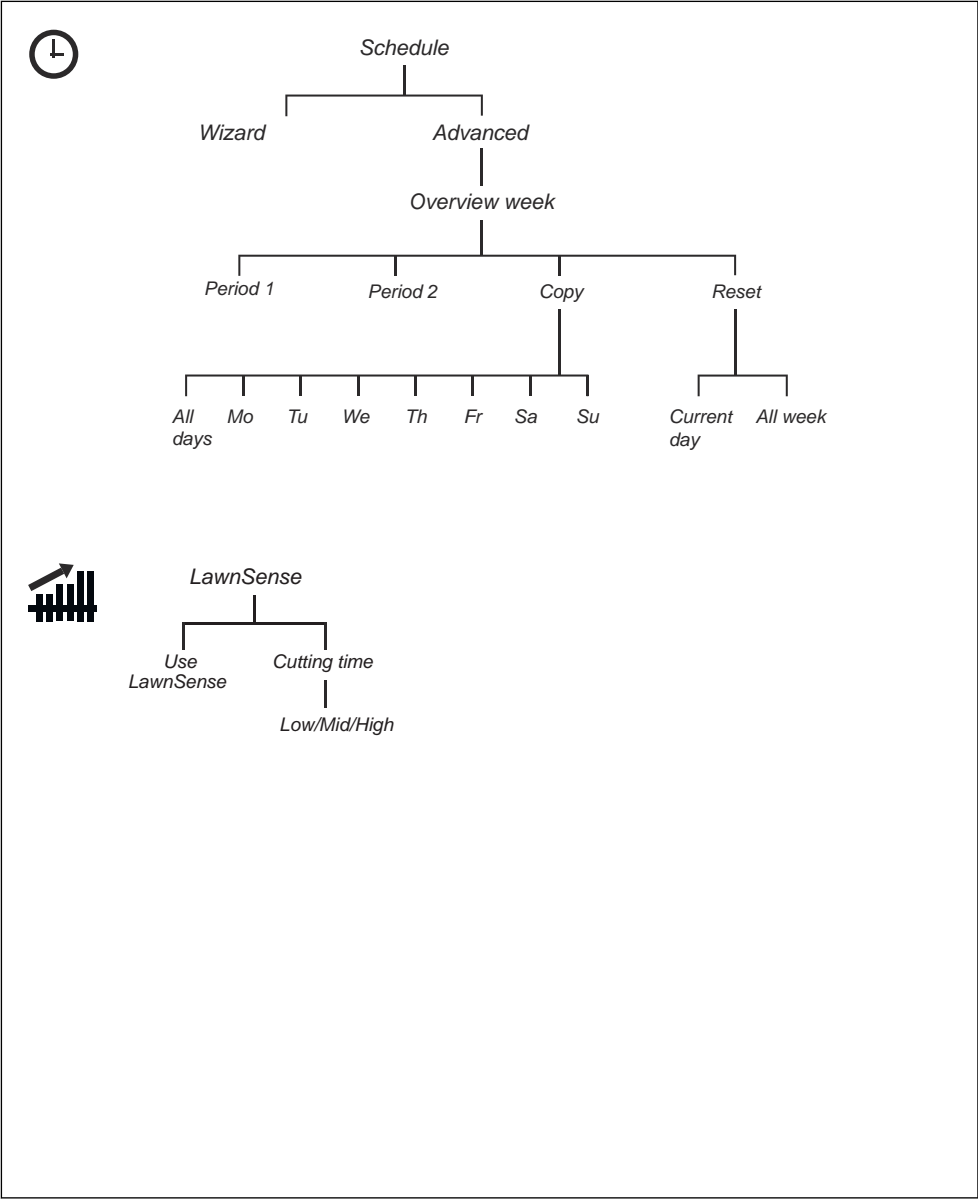 Schedule
Wizard
Advanced
Overview week
Period 1
Period 2
Copy
Reset
All
days
Mo
Tu
We
Th
Fr
Sa
Su
Current
day
All week
LawnSense
Use
LawnSense
Cutting time
Low/Mid/High